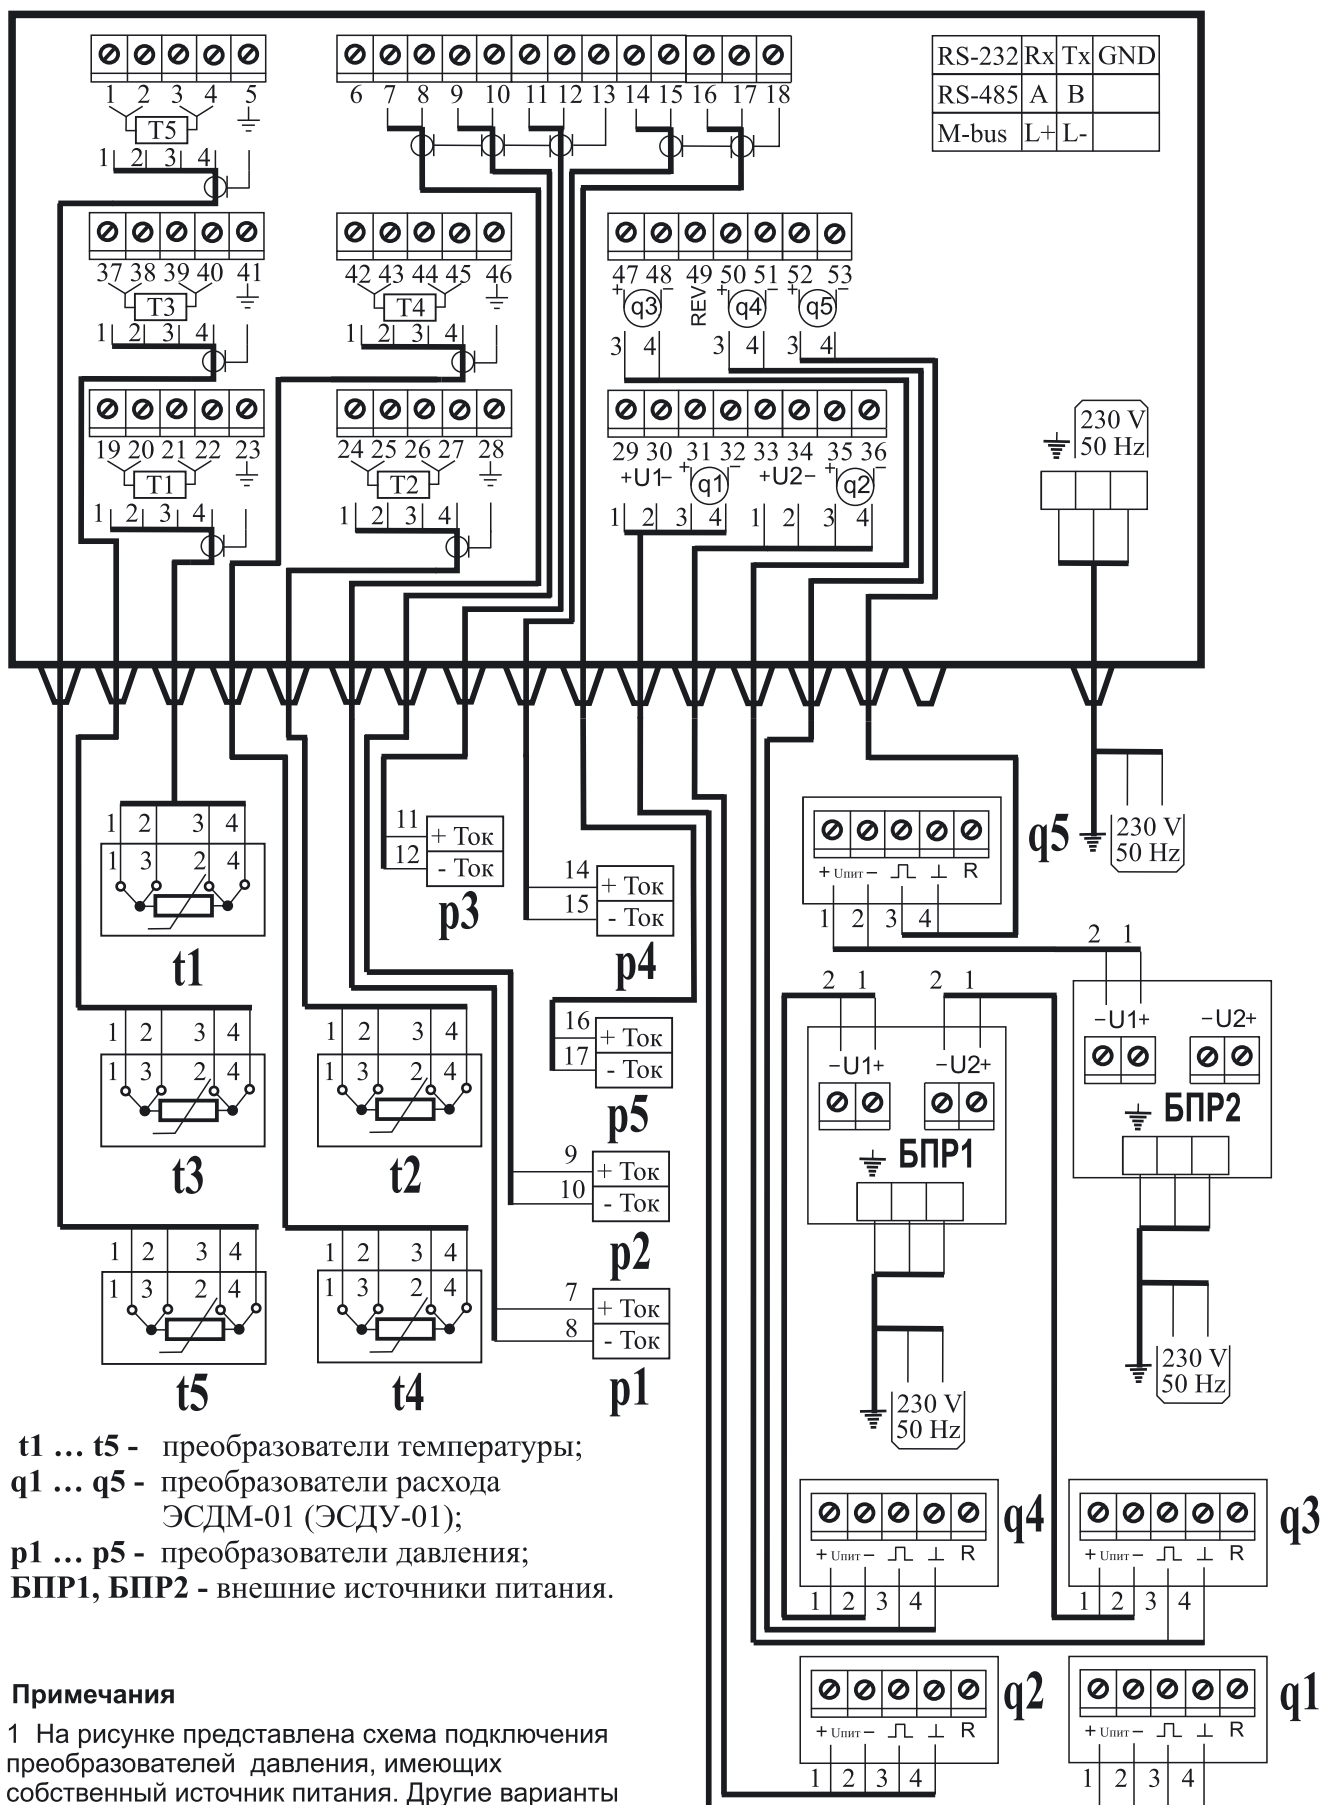 RS-232 Rx Tx GND
RS-485 A B
M-bus L+ L-
1 2 3 4 5
T5
1 2 3 4
6 7 8 9 10 11 12 13 14 15 16 17 18
37 38 39 40 41
T3
1 2 3 4
42 43 44 45 46
T4
1 2 3 4
47 48 49 50 51 52 53
+ q3 - REV + q4 - + q5 -
3 4 3 4 3 4
19 20 21 22 23
T1
1 2 3 4
24 25 26 27 28
T2
1 2 3 4
29 30 31 32 33 34 35 36
+U1- + q1 - +U2- + q2 -
1 2 3 4 1 2 3 4
230 V
50 Hz
230 V
50 Hz
1 2 3 4
1 3 2 4
t1
11 + Ток
12 - Ток
p3
14 + Ток
15 - Ток
p4
q5
+ Uпит − ⊥ R
1 2 3 4
2 1
2 1 2 1
−U1+ −U2+
БПР1
230 V
50 Hz
−U1+ −U2+
БПР2
230 V
50 Hz
1 2 3 4
1 3 2 4
t3
1 2 3 4
1 3 2 4
t2
16 + Ток
17 - Ток
p5
9 + Ток
10 - Ток
p2
1 2 3 4
1 3 2 4
t5
1 2 3 4
1 3 2 4
t4
7 + Ток
8 - Ток
p1
t1 ... t5 - преобразователи температуры;
q1 ... q5 - преобразователи расхода
ЭСДМ-01 (ЭСДУ-01);
p1 ... p5 - преобразователи давления;
БПР1, БПР2 - внешние источники питания.
q4
+ Uпит − ⊥ R
1 2 3 4
q3
+ Uпит − ⊥ R
1 2 3 4
q2
+ Uпит − ⊥ R
1 2 3 4
q1
+ Uпит − ⊥ R
1 2 3 4
Примечания
1 На рисунке представлена схема подключения
преобразователей давления, имеющих
собственный источник питания. Другие варианты